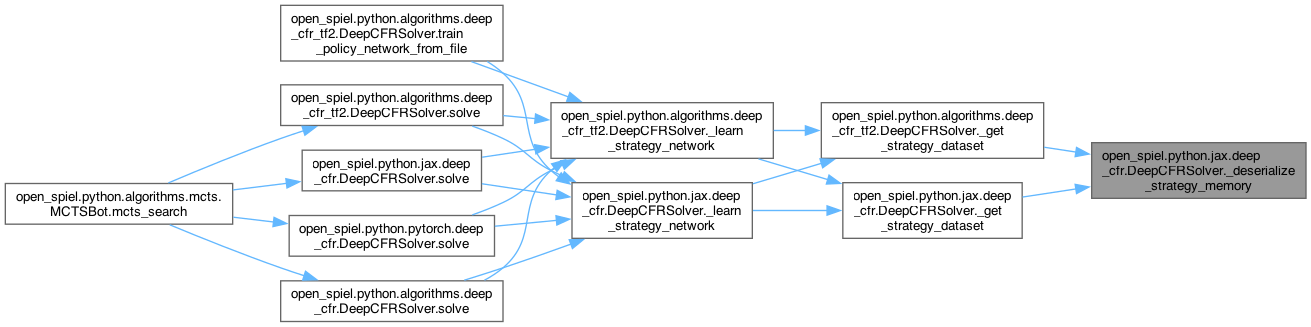 open_spiel.python.algorithms.deep
_cfr_tf2.DeepCFRSolver.train
_policy_network_from_file
open_spiel.python.algorithms.deep
_cfr_tf2.DeepCFRSolver.solve
open_spiel.python.jax.deep
_cfr.DeepCFRSolver.solve
open_spiel.python.algorithms.mcts.
MCTSBot.mcts_search
open_spiel.python.pytorch.deep
_cfr.DeepCFRSolver.solve
open_spiel.python.algorithms.deep
_cfr.DeepCFRSolver.solve
open_spiel.python.algorithms.deep
_cfr_tf2.DeepCFRSolver._learn
_strategy_network
open_spiel.python.jax.deep
_cfr.DeepCFRSolver._learn
_strategy_network
open_spiel.python.algorithms.deep
_cfr_tf2.DeepCFRSolver._get
_strategy_dataset
open_spiel.python.jax.deep
_cfr.DeepCFRSolver._get
_strategy_dataset
open_spiel.python.jax.deep
_cfr.DeepCFRSolver._deserialize
_strategy_memory